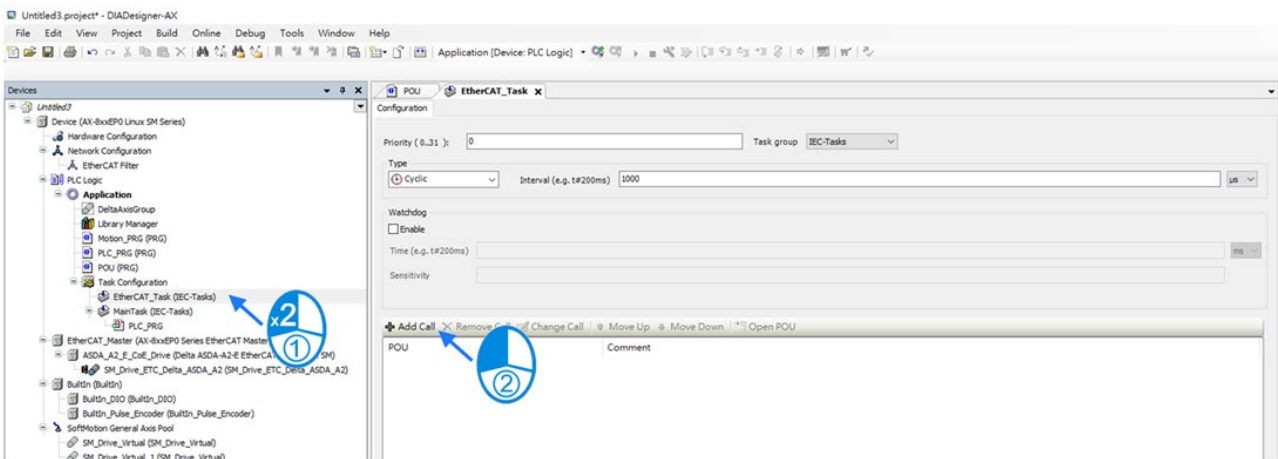 Untitled3.project* - DIADesigner-AX
File Edit View Project Build Online Debug Tools Window Help
Application [Device: PLC Logic]
Devices
POU
EtherCAT_Task
Untitled3
Configuration
Device (AX-8xxEP0 Linux SM Series)
Hardware Configuration
Network Configuration
EtherCAT Filter
PLC Logic
Application
DeltaAxisGroup
Library Manager
Motion_PRG (PRG)
PLC_PRG (PRG)
POU (PRG)
Task Configuration
EtherCAT_Task (IEC-Tasks)
MainTask (IEC-Tasks)
PLC_PRG
EtherCAT_Master (AX-8xxEP0 Series EtherCAT Master
ASDA_A2_E_CoE_Drive (Delta ASDA-A2-E EtherCAT SM)
SM_Drive_ETC_Delta_ASDA_A2 (SM_Drive_ETC_Delta_ASDA_A2)
BuiltIn (BuiltIn)
BuiltIn_DIO (BuiltIn_DIO)
BuiltIn_Pulse_Encoder (BuiltIn_Pulse_Encoder)
SoftMotion General Axis Pool
SM_Drive_Virtual (SM_Drive_Virtual)
SM_Drive_Virtual_1 (SM_Drive_Virtual)
x2
1
Priority ( 0..31 ): 0 Task group IEC-Tasks
Type
Cyclic Interval (e.g. t#200ms) 1000 µs
Watchdog
Enable
Time (e.g. t#200ms) ms
Sensitivity
Add Call Remove Call Change Call Move Up Move Down Open POU
POU Comment
2